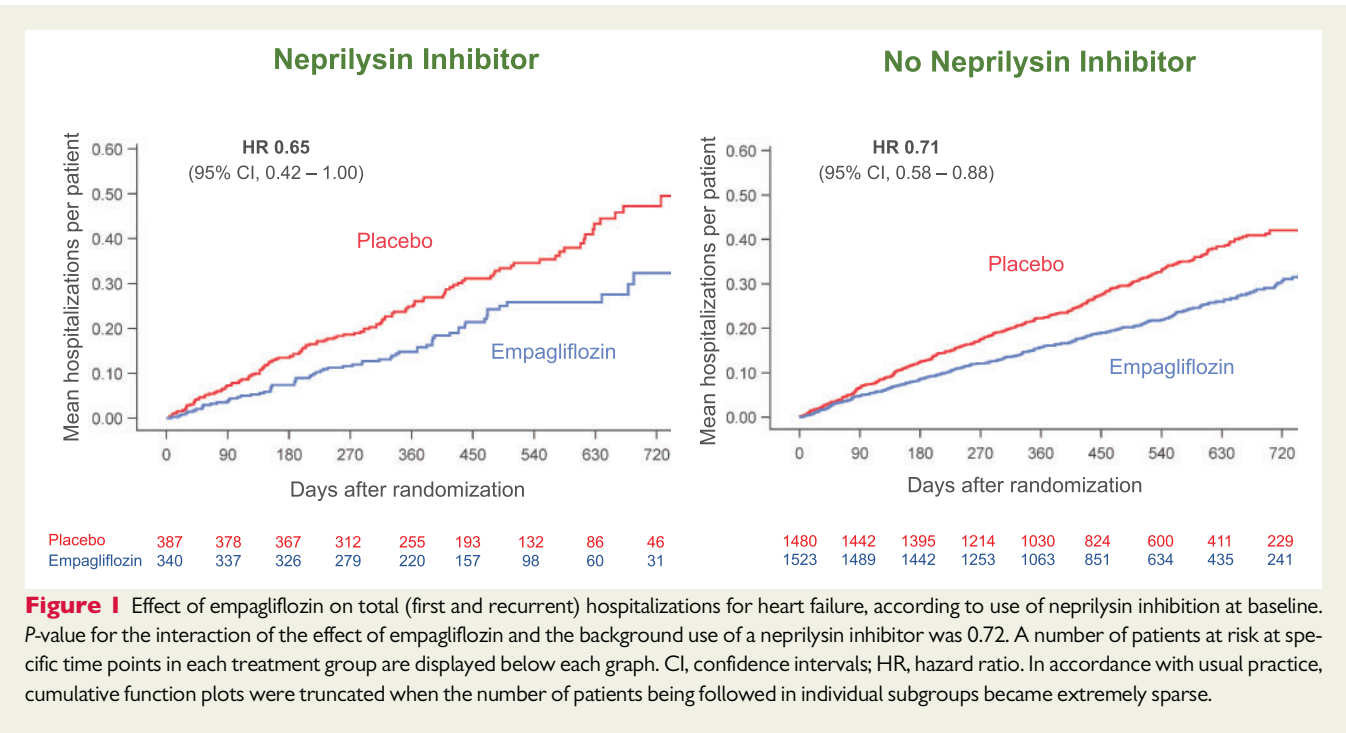 Neprilysin Inhibitor
HR 0.65
(95% CI, 0.42 – 1.00)
Mean hospitalizations per patient
0.60
0.50
0.40
0.30
0.20
0.10
0.00
Placebo
Empagliflozin
0 90 180 270 360 450 540 630 720
Days after randomization
Placebo 387 378 367 312 255 193 132 86 46
Empagliflozin 340 337 326 279 220 157 98 60 31
No Neprilysin Inhibitor
HR 0.71
(95% CI, 0.58 – 0.88)
Mean hospitalizations per patient
0.60
0.50
0.40
0.30
0.20
0.10
0.00
Placebo
Empagliflozin
0 90 180 270 360 450 540 630 720
Days after randomization
1480 1442 1395 1214 1030 824 600 411 229
1523 1489 1442 1253 1063 851 634 435 241
Figure 1 Effect of empagliflozin on total (first and recurrent) hospitalizations for heart failure, according to use of neprilysin inhibition at baseline.
P-value for the interaction of the effect of empagliflozin and the background use of a neprilysin inhibitor was 0.72. A number of patients at risk at spe-
cific time points in each treatment group are displayed below each graph. CI, confidence intervals; HR, hazard ratio. In accordance with usual practice,
cumulative function plots were truncated when the number of patients being followed in individual subgroups became extremely sparse.